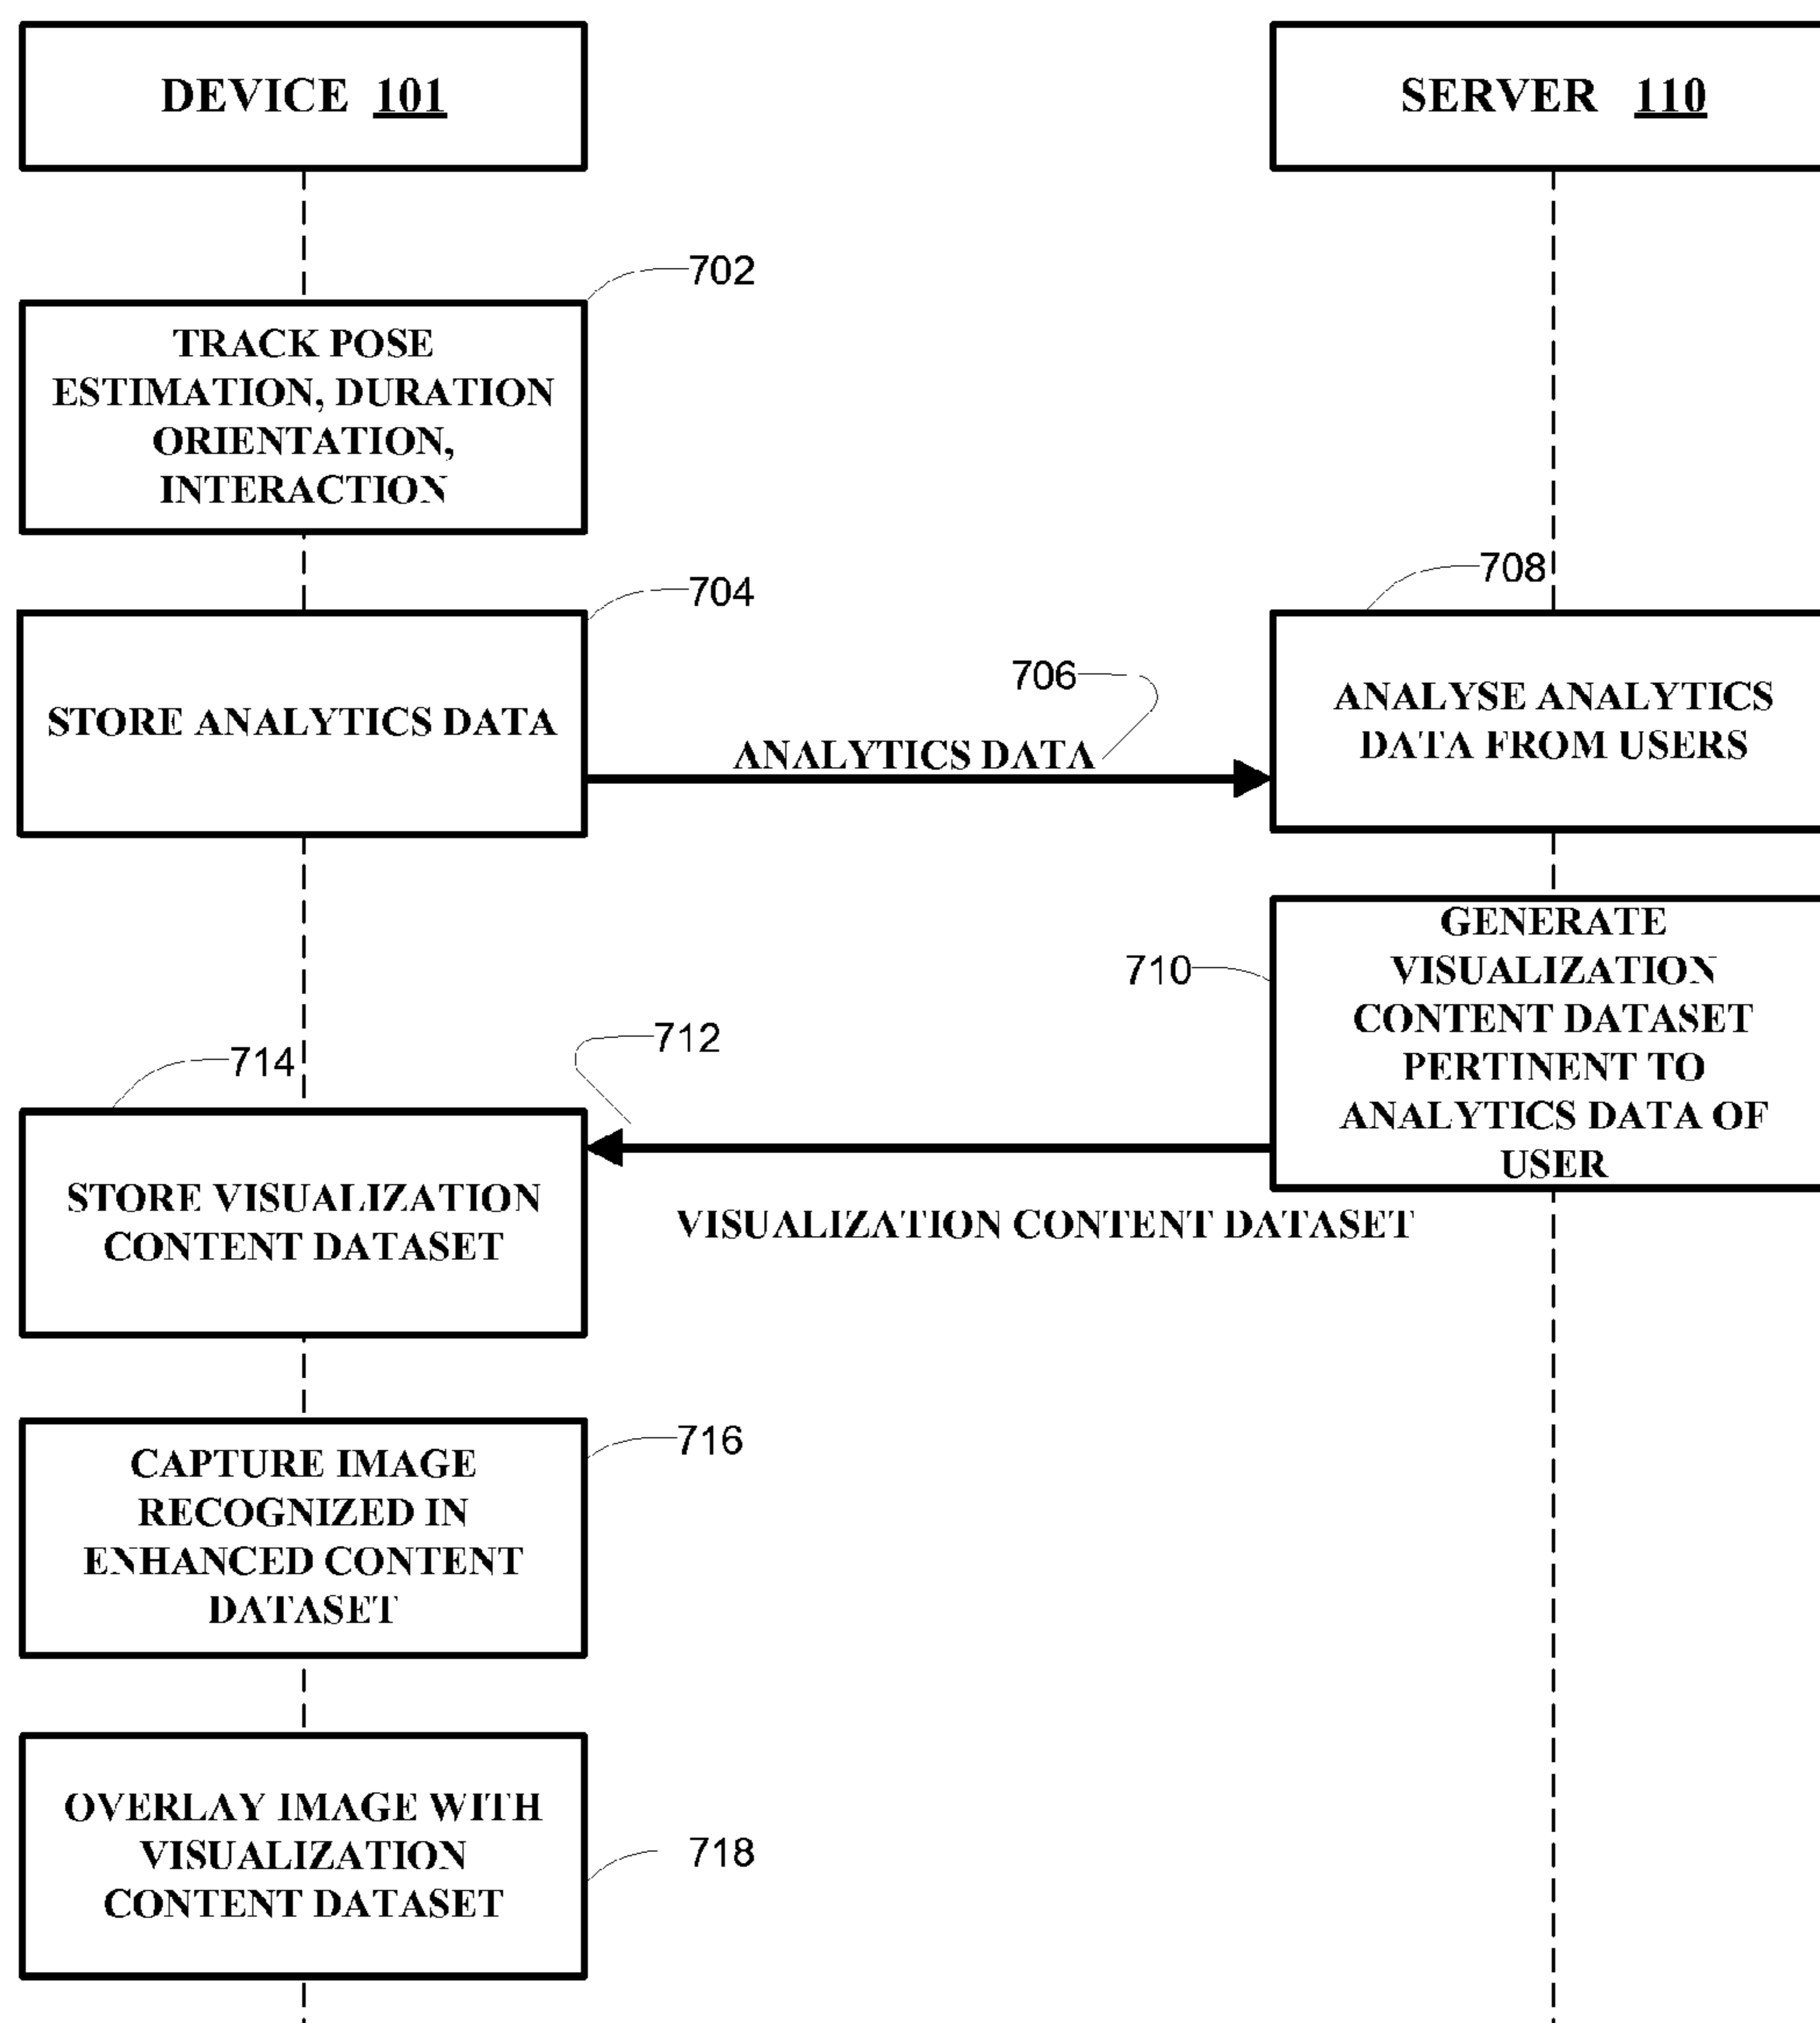 DEVICE 101
SERVER 110
702
TRACK POSE
ESTIMATION, DURATION
ORIENTATION,
INTERACTION
704
STORE ANALYTICS DATA
706
ANALYTICS DATA
708
ANALYSE ANALYTICS
DATA FROM USERS
710
GENERATE
VISUALIZATION
CONTENT DATASET
PERTINENT TO
ANALYTICS DATA OF
USER
712
VISUALIZATION CONTENT DATASET
714
STORE VISUALIZATION
CONTENT DATASET
716
CAPTURE IMAGE
RECOGNIZED IN
ENHANCED CONTENT
DATASET
718
OVERLAY IMAGE WITH
VISUALIZATION
CONTENT DATASET